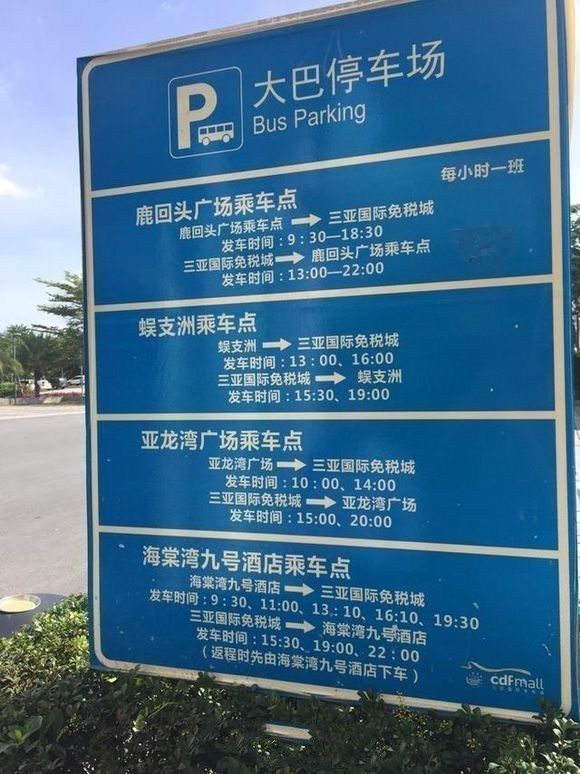 P
大巴停车场
Bus Parking
每小时一班
鹿回头广场乘车点
鹿回头广场乘车点 → 三亚国际免税城
发车时间：9：30—18:30
三亚国际免税城 → 鹿回头广场乘车点
发车时间：13:00—22:00
蜈支洲乘车点
蜈支洲 → 三亚国际免税城
发车时间：13：00、16:00
三亚国际免税城 → 蜈支洲
发车时间：15:30、19:00
亚龙湾广场乘车点
亚龙湾广场 → 三亚国际免税城
发车时间：10：00、14:00
三亚国际免税城 → 亚龙湾广场
发车时间：15:00、20:00
海棠湾九号酒店乘车点
海棠湾九号酒店 → 三亚国际免税城
发车时间：9：30、11:00、13：10、16:10、19:30
三亚国际免税城 → 海棠湾九号酒店
发车时间：15:30、19:00、22：00
（返程时先由海棠湾九号酒店下车）
cdfmall